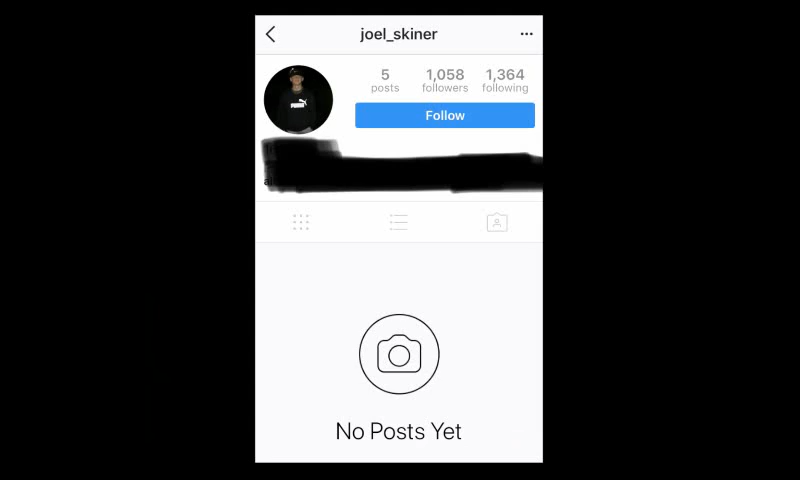 joel_skiner
5 1,058 1,364
posts followers following
Follow
PUMA
No Posts Yet